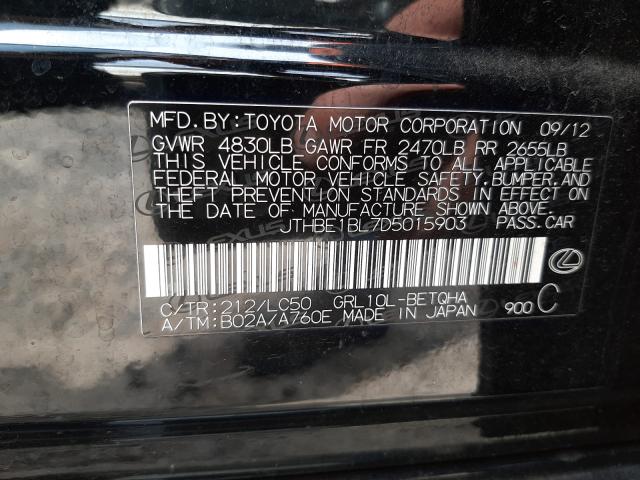 MFD. BY: TOYOTA MOTOR CORPORATION 09/12
GVWR 4830LB GAWR FR 2470LB RR 2655LB
THIS VEHICLE CONFORMS TO ALL APPLICABLE
FEDERAL MOTOR VEHICLE SAFETY, BUMPER, AND
THEFT PREVENTION STANDARDS IN EFFECT ON
THE DATE OF MANUFACTURE SHOWN ABOVE.
JTHBE1BL7D5015903 PASS.CAR
C/TR:212/LC50 GRL10L-BETQHA
A/TM:B02A/A760E MADE IN JAPAN 900 C